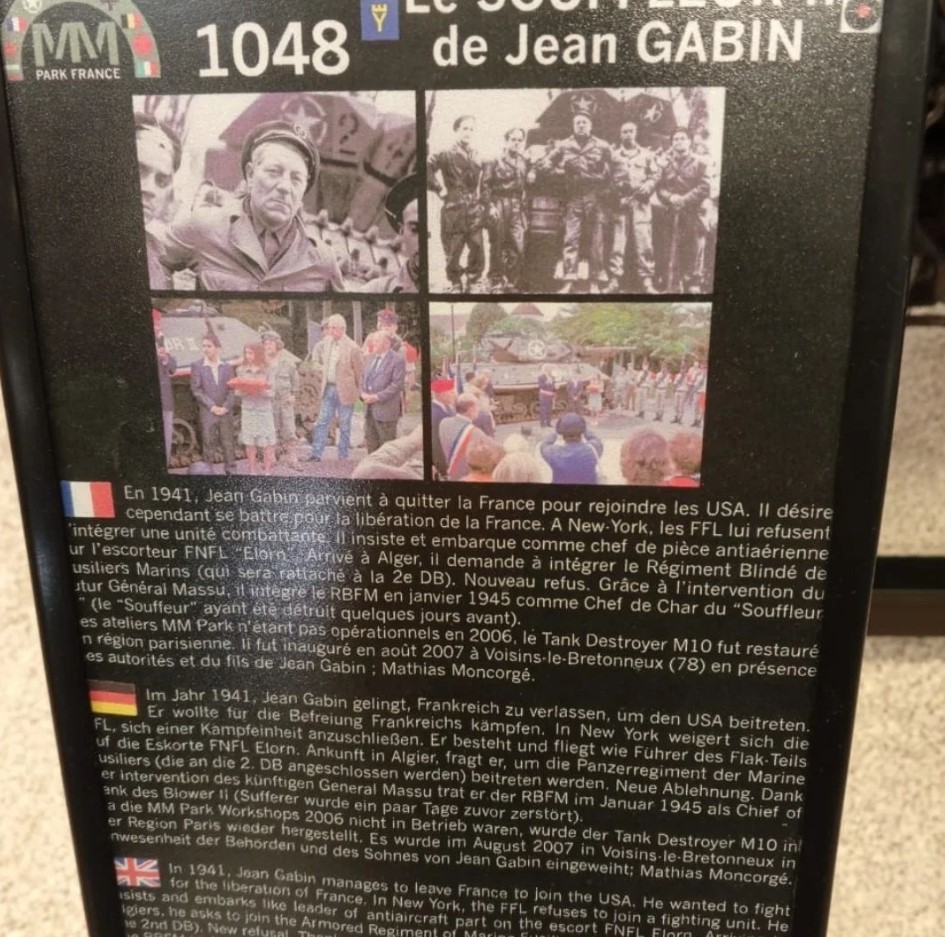 MM
PARK FRANCE
1048
Le SOUFFLEUR II
de Jean GABIN
2
UR II
En 1941, Jean Gabin parvient à quitter la France pour rejoindre les USA. Il désire
cependant se battre pour la libération de la France. A New-York, les FFL lui refusent
'intégrer une unité combattante. Il insiste et embarque comme chef de pièce antiaérienne
ur l'escorteur FNFL "Elorn". Arrivé à Alger, il demande à intégrer le Régiment Blindé de
usiliers Marins (qui sera rattaché à la 2e DB). Nouveau refus. Grâce à l'intervention du
utur Général Massu, il intègre le RBFM en janvier 1945 comme Chef de Char du "Souffleur
" (le "Souffleur" ayant été détruit quelques jours avant).
es ateliers MM Park n'étant pas opérationnels en 2006, le Tank Destroyer M10 fut restauré
n région parisienne. Il fut inauguré en août 2007 à Voisins-le-Bretonneux (78) en présence
es autorités et du fils de Jean Gabin ; Mathias Moncorgé.
Im Jahr 1941, Jean Gabin gelingt, Frankreich zu verlassen, um den USA beitreten.
Er wollte für die Befreiung Frankreichs kämpfen. In New York weigert sich die
FL, sich einer Kampfeinheit anzuschließen. Er besteht und fliegt wie Führer des Flak-Teils
uf die Eskorte FNFL Elorn. Ankunft in Algier, fragt er, um die Panzerregiment der Marine
usiliers (die an die 2. DB angeschlossen werden) beitreten werden. Neue Ablehnung. Dank
er Intervention des künftigen General Massu trat er der RBFM im Januar 1945 als Chief of
ank des Blower II (Sufferer wurde ein paar Tage zuvor zerstört).
a die MM Park Workshops 2006 nicht in Betrieb waren, wurde der Tank Destroyer M10 in
er Region Paris wieder hergestellt. Es wurde im August 2007 in Voisins-le-Bretonneux in
nwesenheit der Behörden und des Sohnes von Jean Gabin eingeweiht; Mathias Moncorgé.
In 1941, Jean Gabin manages to leave France to join the USA. He wanted to fight
for the liberation of France. In New York, the FFL refuses to join a fighting unit. He
sists and embarks like leader of antiaircraft part on the escort FNFL Elorn.
lgiers, he asks to join the Armored Regiment of
e 2nd DB). New refusal.